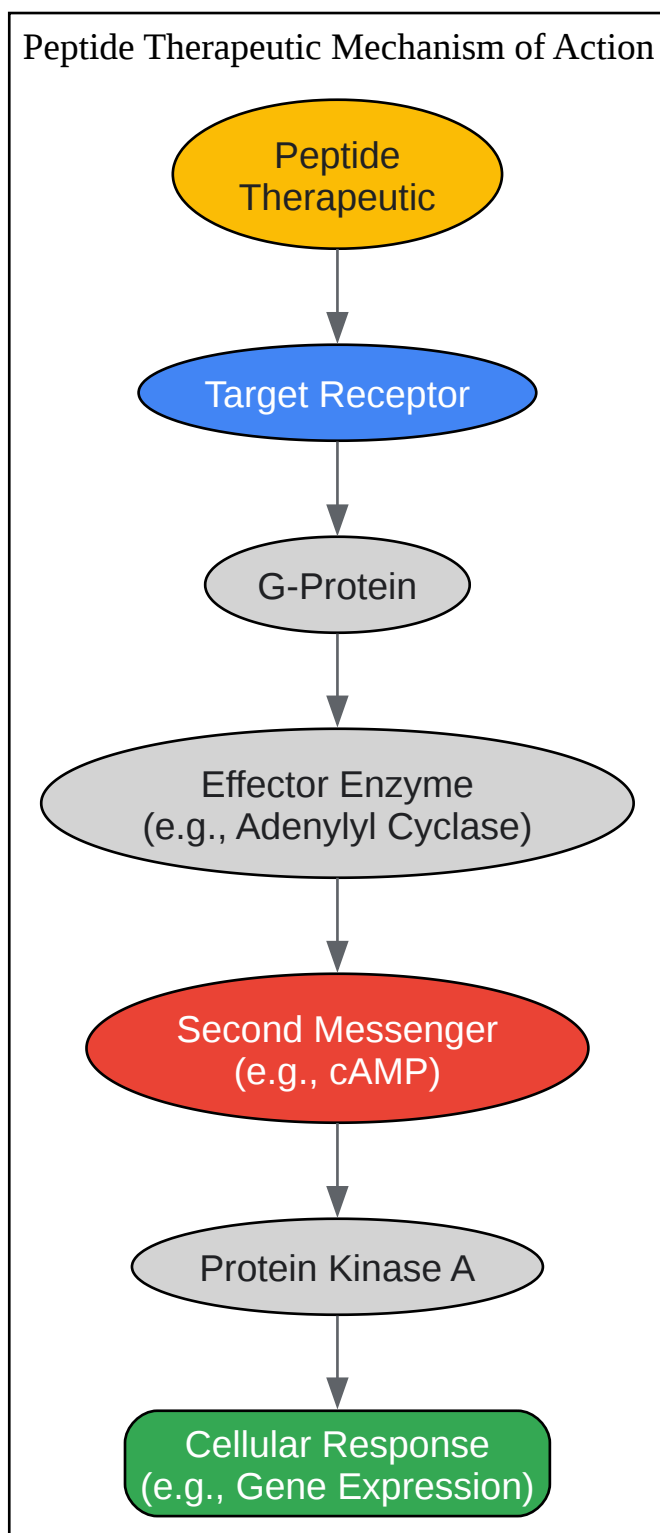 Peptide Therapeutic Mechanism of Action
Peptide
Therapeutic
Target Receptor
G-Protein
Effector Enzyme
(e.g., Adenylyl Cyclase)
Second Messenger
(e.g., cAMP)
Protein Kinase A
Cellular Response
(e.g., Gene Expression)